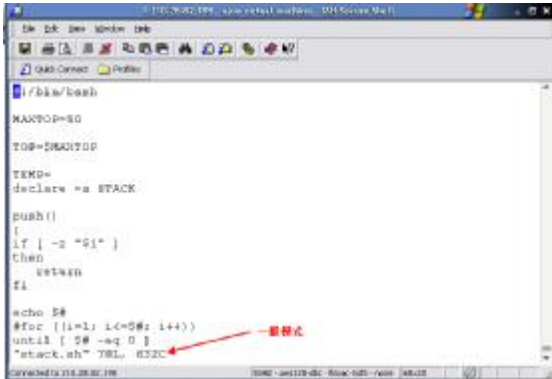 File Edit View Window Help
Quick Connect Profiles
#!/bin/bash
MAXTOP=50
TOP=$MAXTOP
TEMP=
declare -a STACK
push()
{
if [ -z "$1" ]
then
return
fi
echo $#
#for ((i=1; i<=$#; i++))
until [ $# -eq 0 ]
"stack.sh" 78L, 632C
一般模式